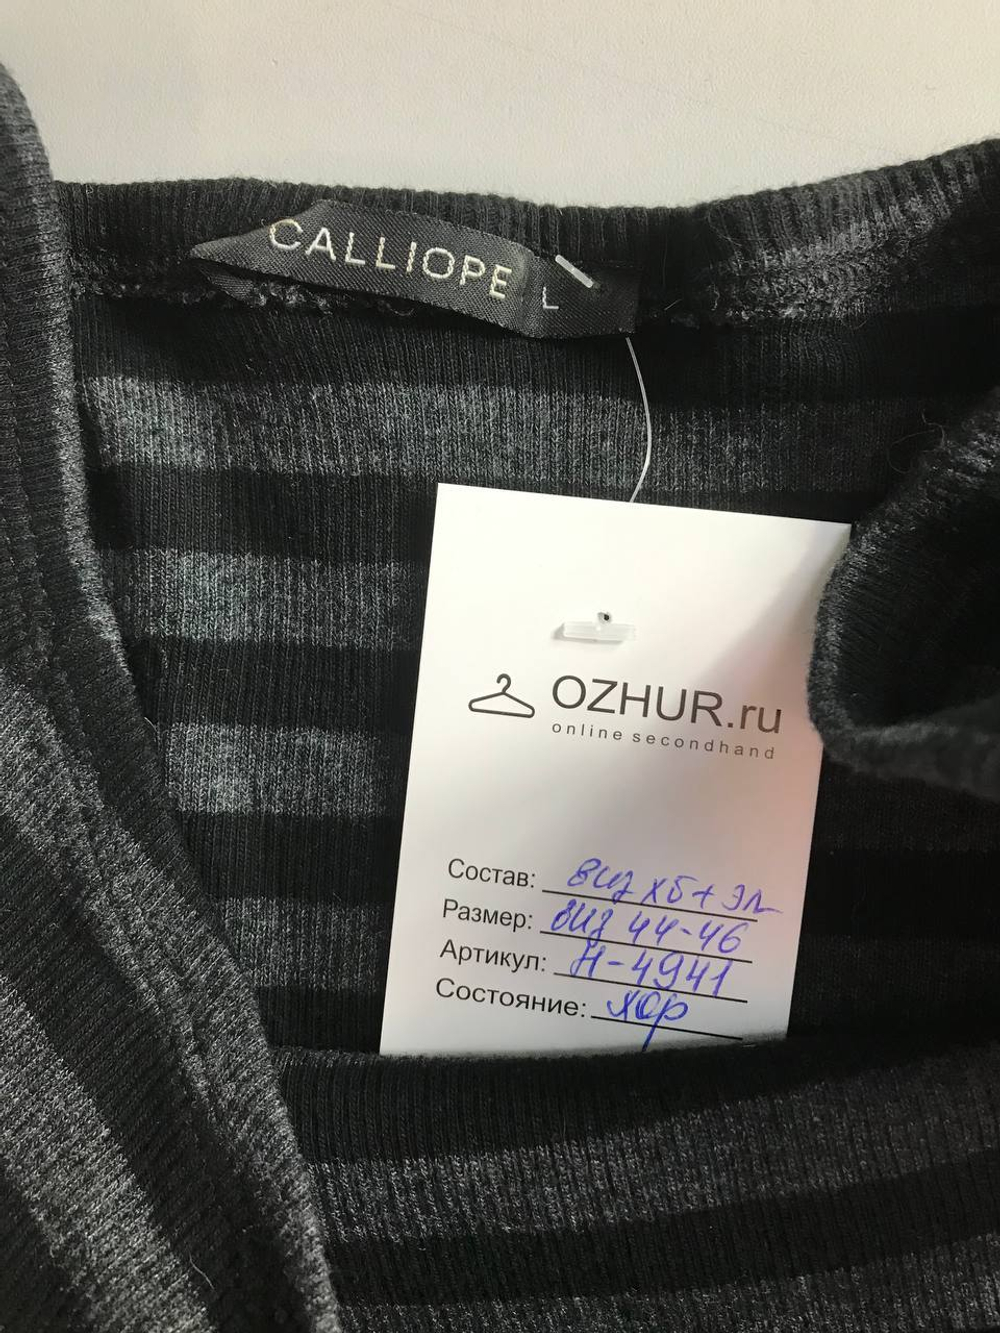 CALLIOPE
L
OZHUR.ru
online secondhand
Состав: виз хб + эл
Размер: виз 44-46
Артикул: Н-4941
Состояние: хор